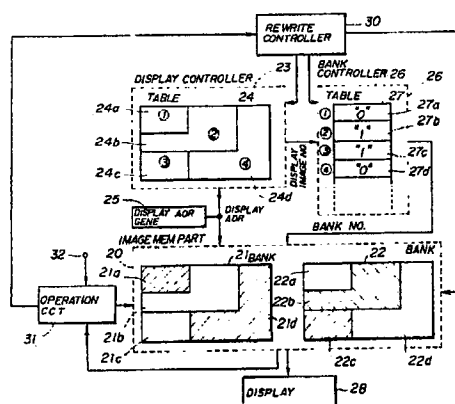 REWRITE CONTROLLER
30
DISPLAY CONTROLLER
23
BANK CONTROLLER 26
TABLE 24
TABLE
27
26
24a
①
②
24b
③
④
24c
24d
DISPLAY IMAGE NO.
① "0" 27a
② "1" 27b
③ "1" 27c
④ "0" 27d
25
DISPLAY ADR GENE
DISPLAY ADR
IMAGE MEM PART
BANK NO.
32
20
21
BANK
22
BANK
21a
22a
OPERATION CCT
22b
21b
21d
31
21c
22c
22d
DISPLAY
28